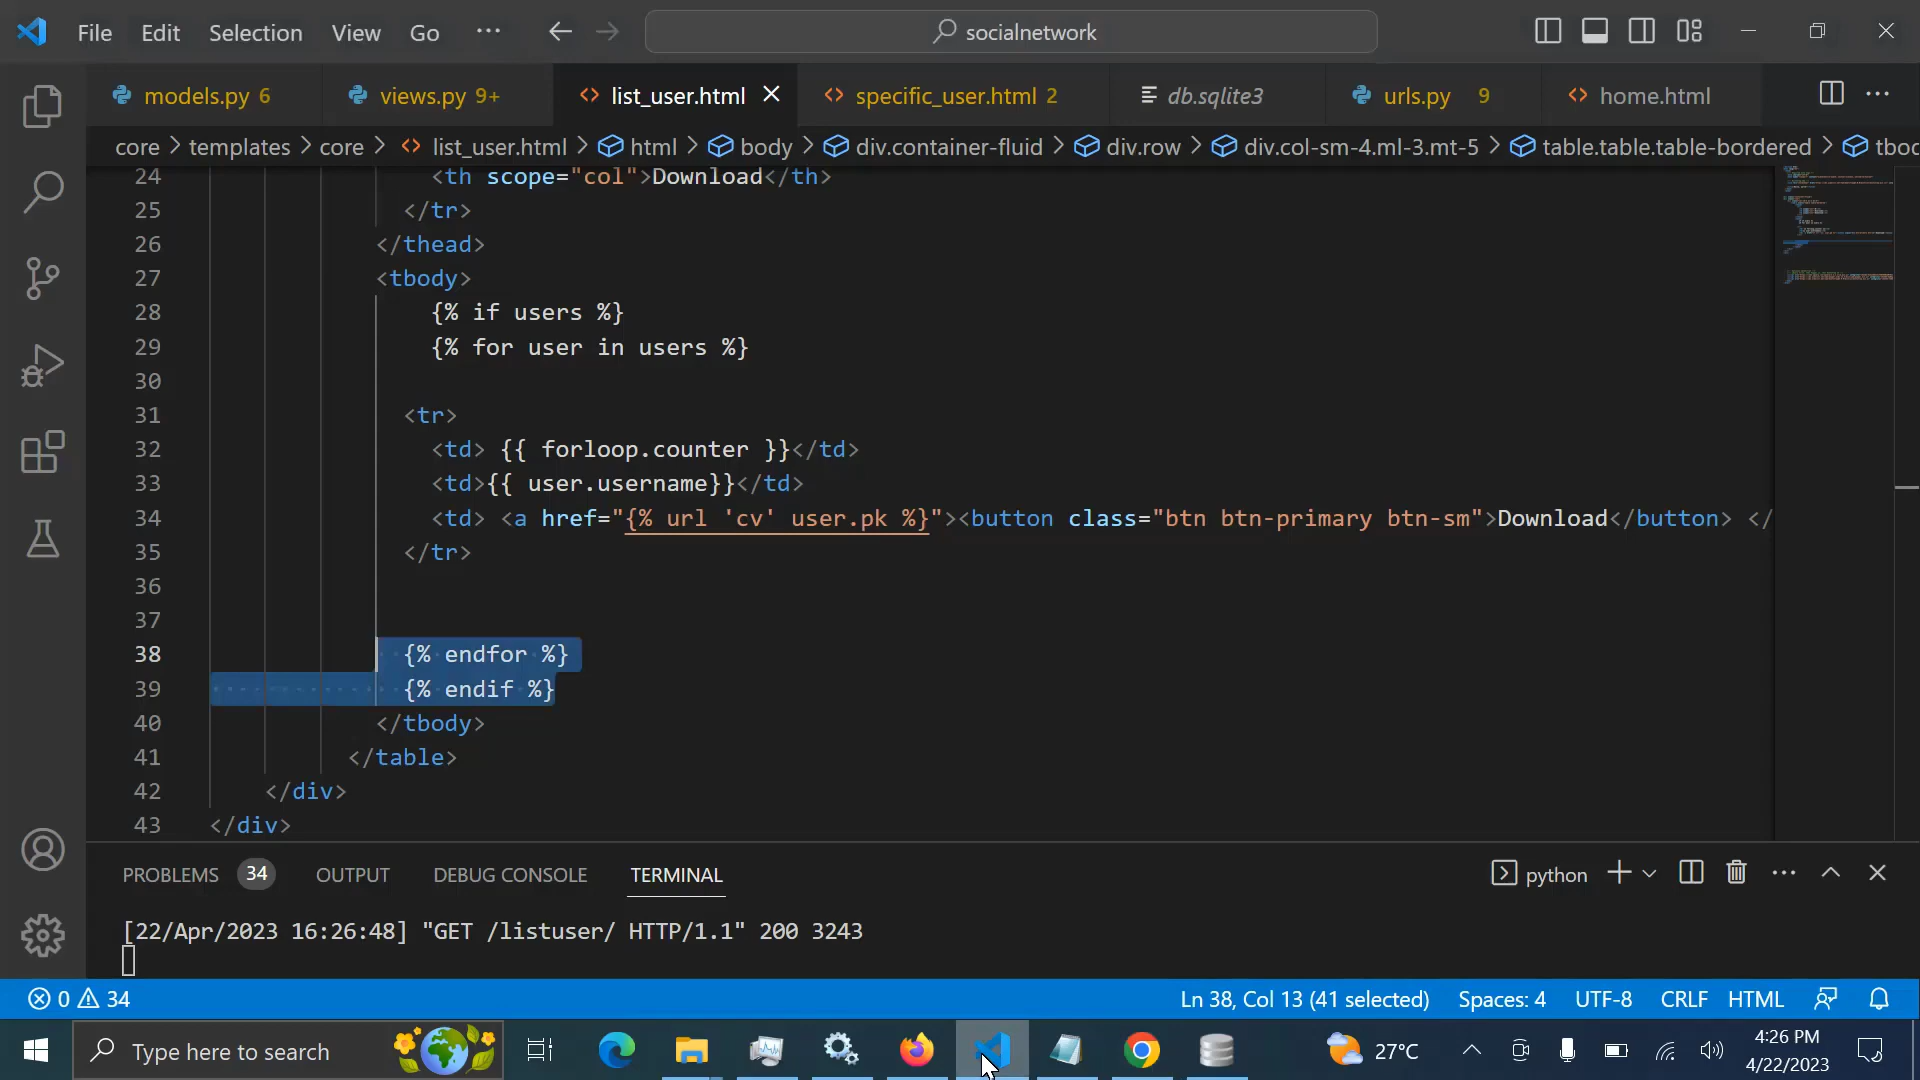 File Edit Selection View Go ··· socialnetwork
models.py 6 views.py 9+ list_user.html specific_user.html 2 db.sqlite3 urls.py 9 home.html
core > templates > core > list_user.html > html > body > div.container-fluid > div.row > div.col-sm-4.ml-3.mt-5 > table.table.table-bordered > tboc
24 <th scope="col">Download</th>
25 </tr>
26 </thead>
27 <tbody>
28 {% if users %}
29 {% for user in users %}
30
31 <tr>
32 <td> {{ forloop.counter }}</td>
33 <td>{{ user.username}}</td>
34 <td> <a href="{% url 'cv' user.pk %}"><button class="btn btn-primary btn-sm">Download</button> </
35 </tr>
36
37
38 {% endfor %}
39 {% endif %}
40 </tbody>
41 </table>
42 </div>
43 </div>
PROBLEMS 34 OUTPUT DEBUG CONSOLE TERMINAL python
[22/Apr/2023 16:26:48] "GET /listuser/ HTTP/1.1" 200 3243
0 34 Ln 38, Col 13 (41 selected) Spaces: 4 UTF-8 CRLF HTML
Type here to search 27°C 4:26 PM
4/22/2023